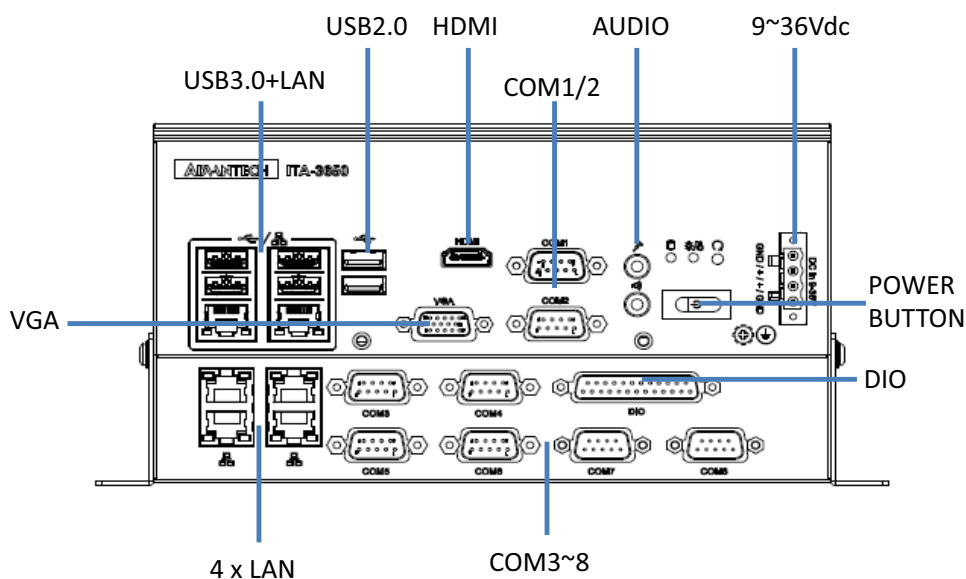 USB2.0
HDMI
AUDIO
9~36Vdc
USB3.0+LAN
COM1/2
ADVANTECH
ITA-3650
HDMI
COM1
VGA
COM2
VGA
POWER
BUTTON
DIO
COM3
COM4
DIO
COM5
COM6
COM7
COM8
4 x LAN
COM3~8